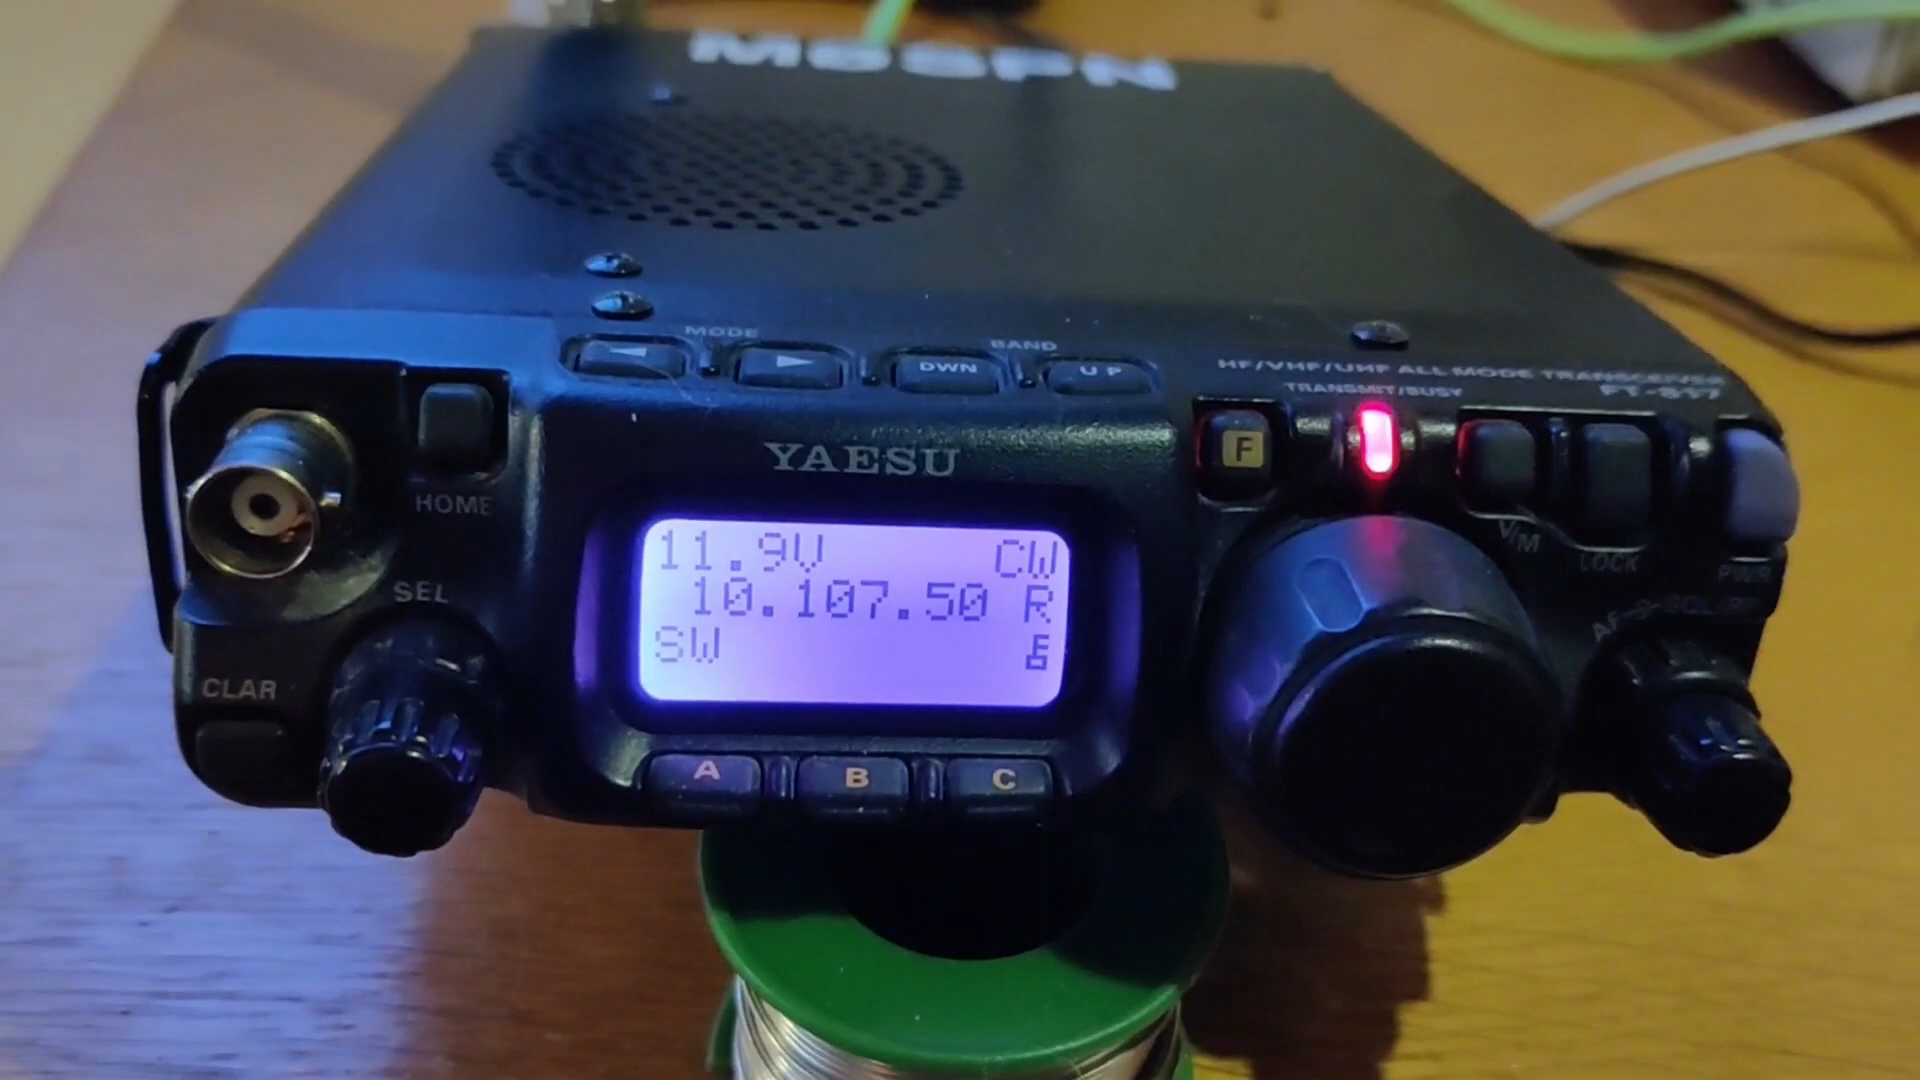 M6SPN
MODE
BAND
DWN
UP
HF/VHF/UHF ALL MODE TRANSCEIVER
FT-817
TRANSMIT/BUSY
F
YAESU
HOME
V/M
LOCK
PWR
11.9V CW
10.107.50 R
SW
SEL
CLAR
A B C